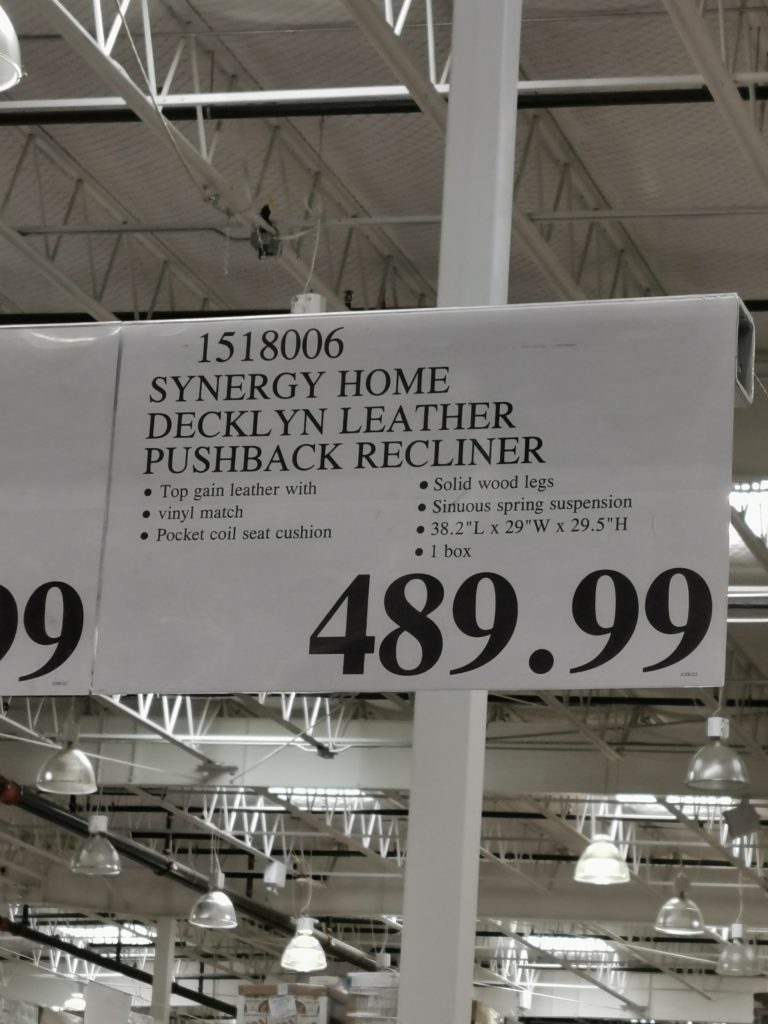 1518006
SYNERGY HOME
DECKLYN LEATHER
PUSHBACK RECLINER
• Top gain leather with
• vinyl match
• Pocket coil seat cushion
• Solid wood legs
• Sinuous spring suspension
• 38.2"L x 29"W x 29.5"H
• 1 box
489.99
99